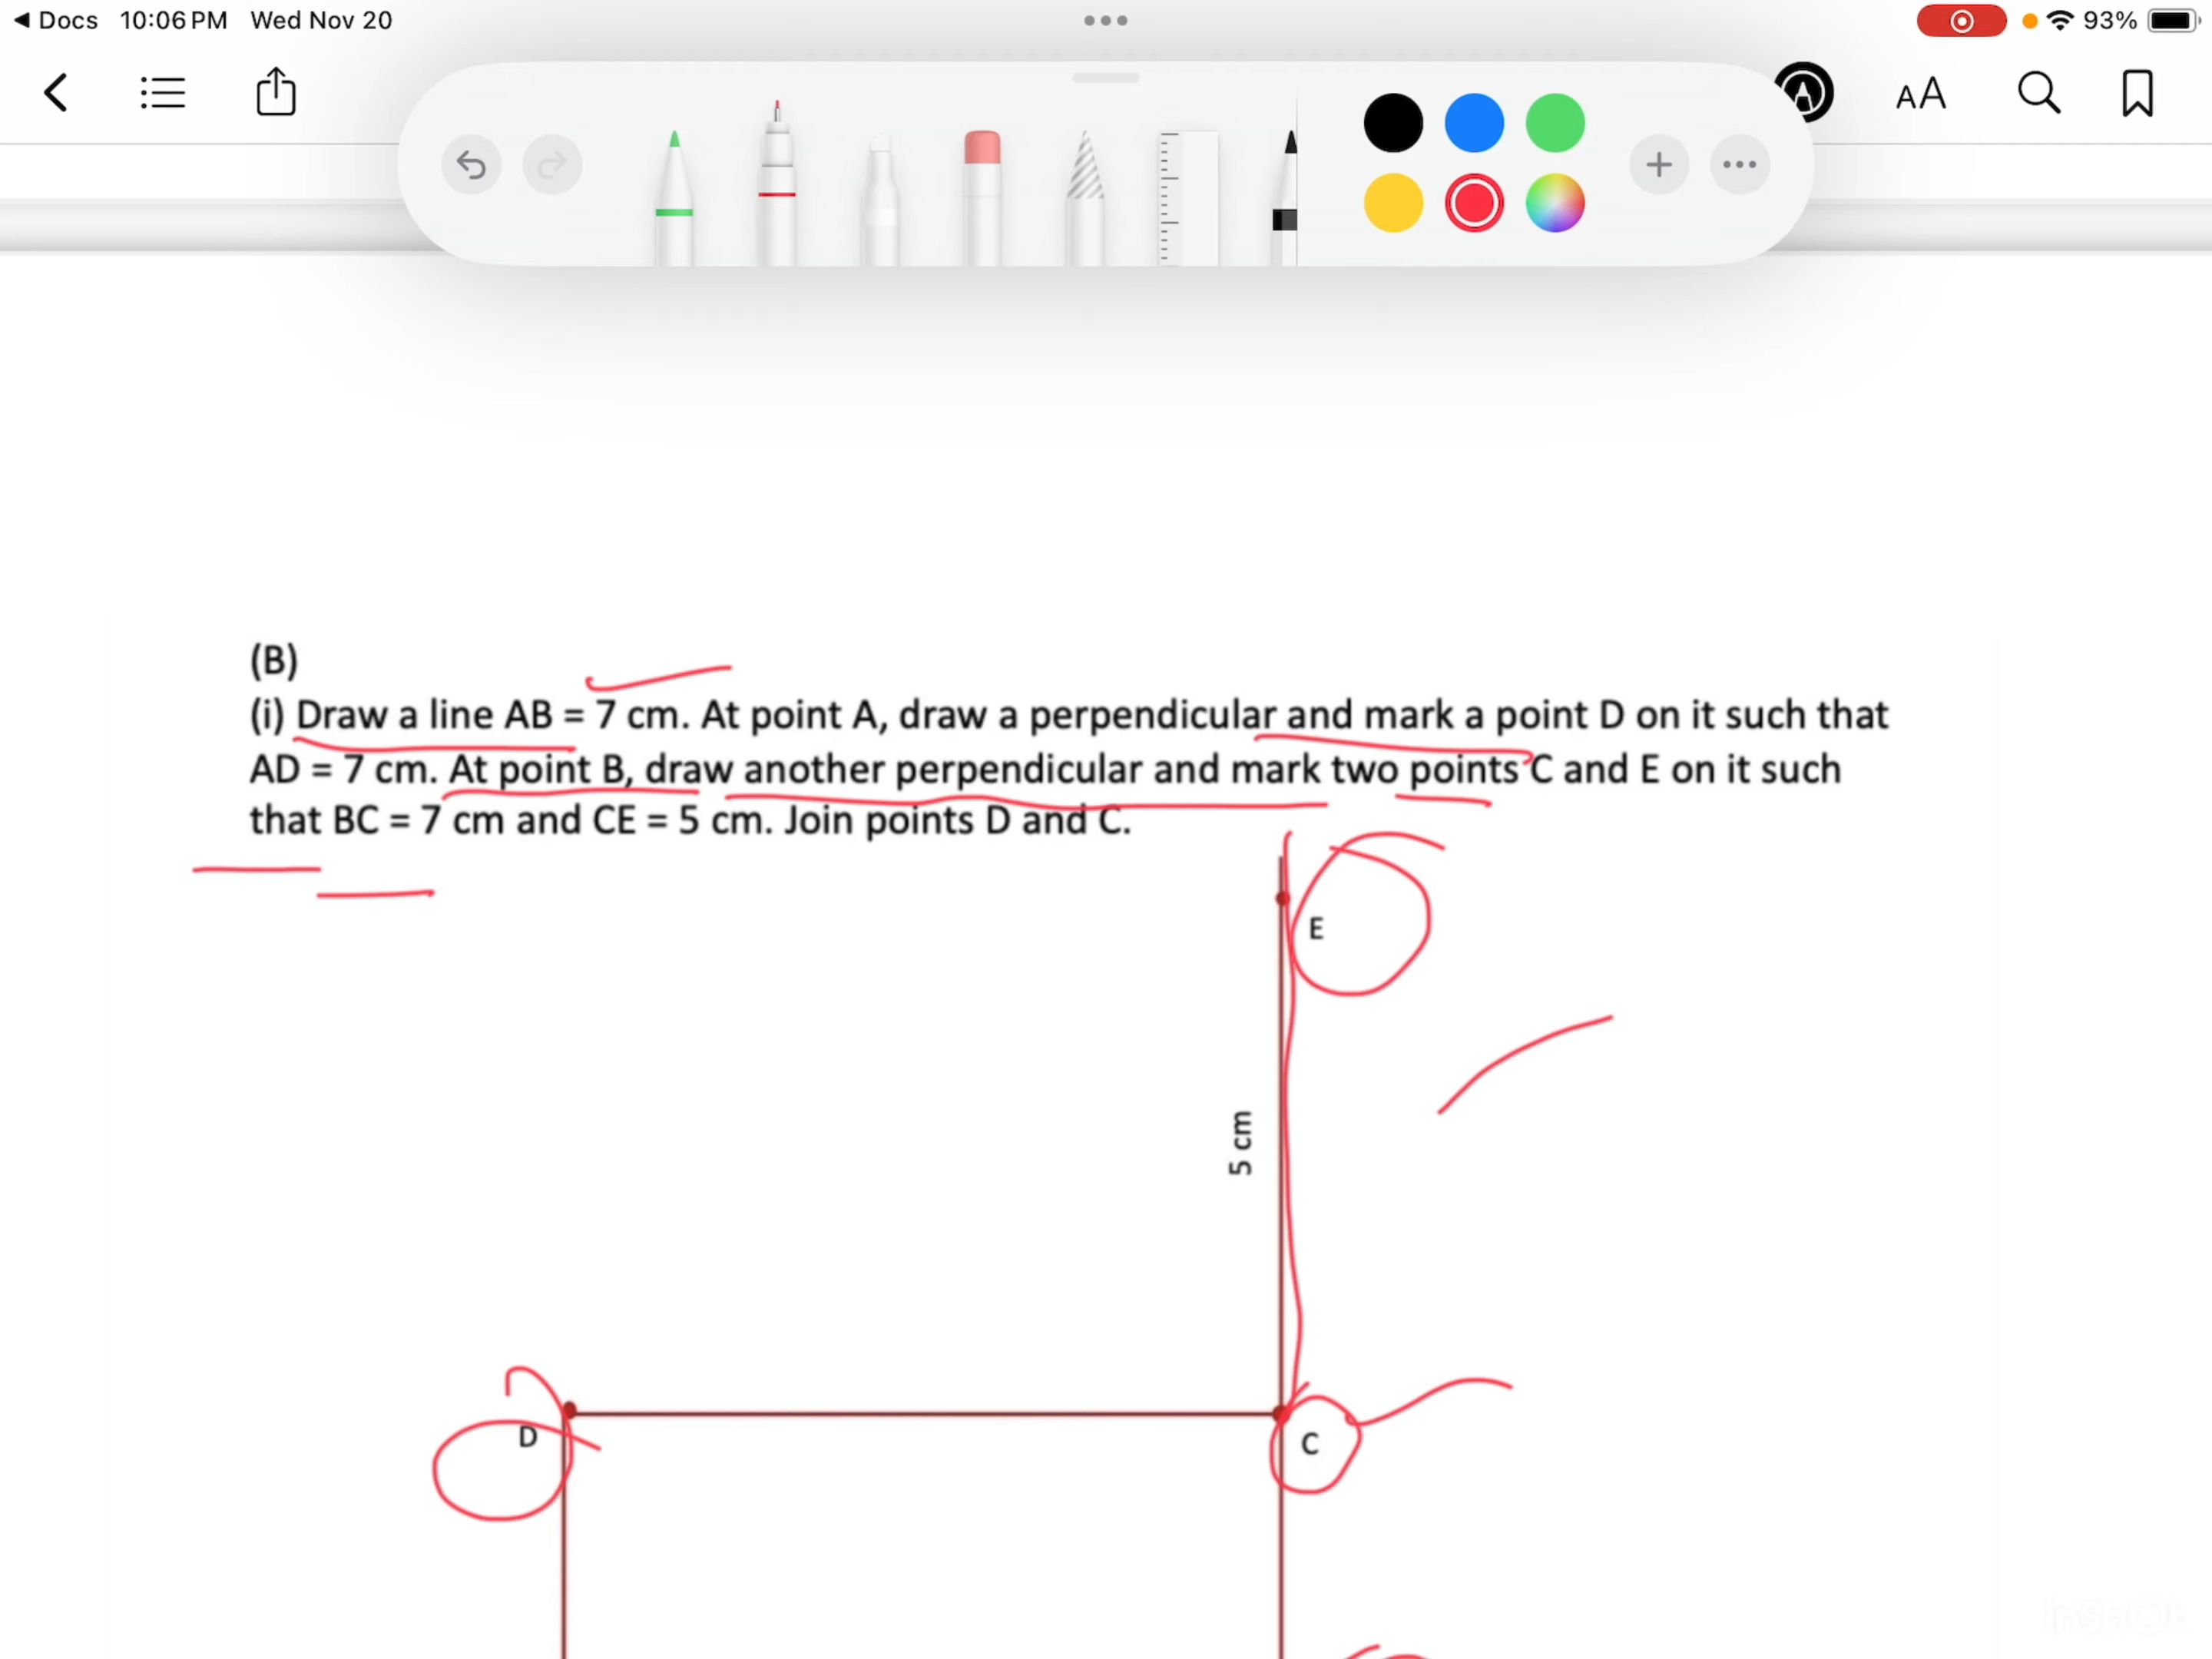 ◀ Docs 10:06 PM Wed Nov 20
93%
AA
(B)
(i) Draw a line AB = 7 cm. At point A, draw a perpendicular and mark a point D on it such that
AD = 7 cm. At point B, draw another perpendicular and mark two points C and E on it such
that BC = 7 cm and CE = 5 cm. Join points D and C.
E
5 cm
D
C
InShOt